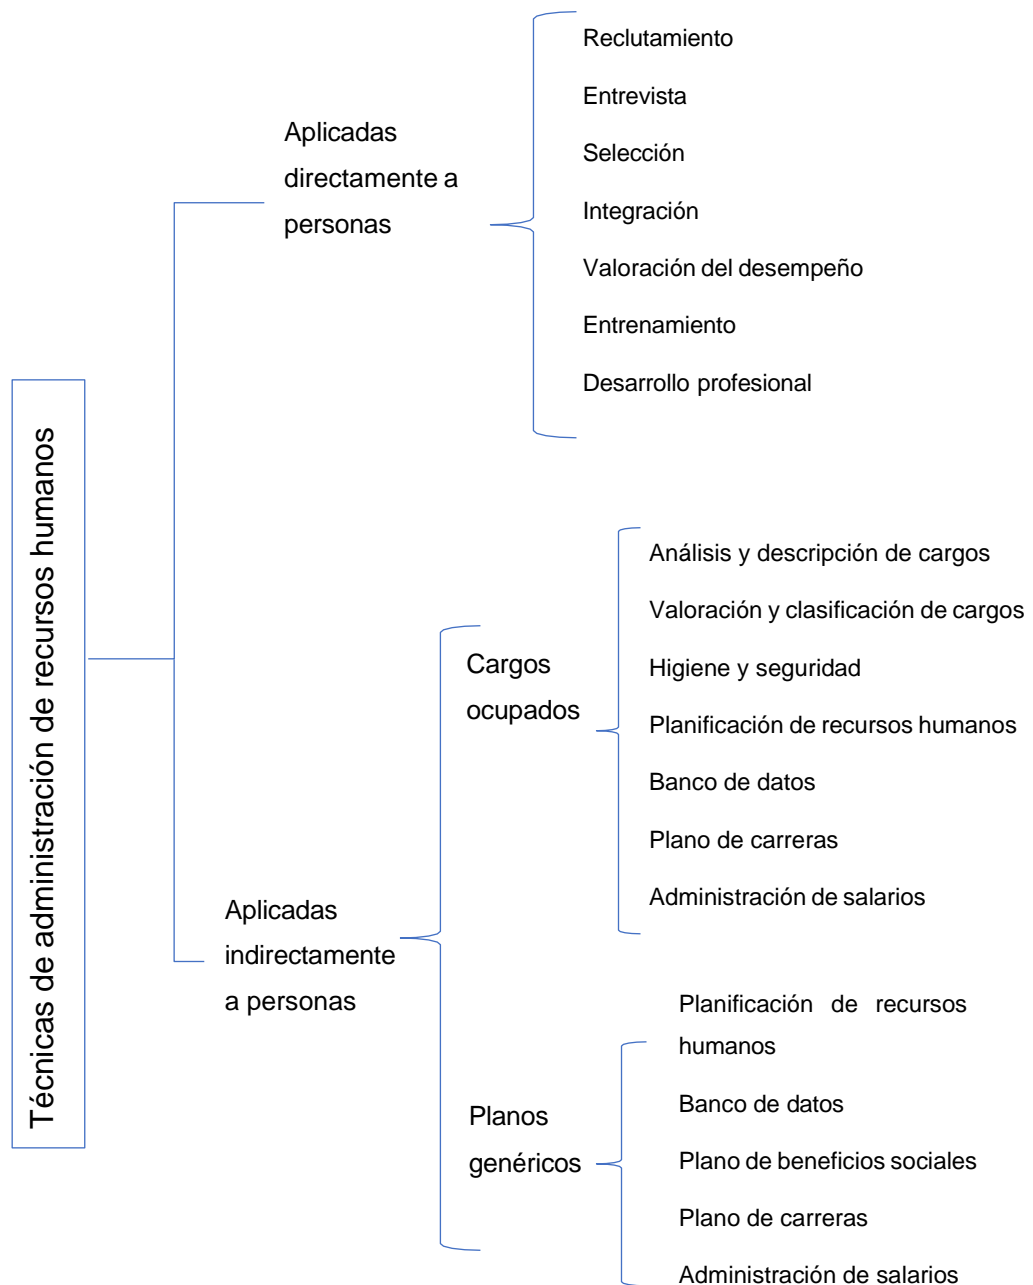 Técnicas de administración de recursos humanos
Aplicadas
directamente a
personas
Reclutamiento
Entrevista
Selección
Integración
Valoración del desempeño
Entrenamiento
Desarrollo profesional
Aplicadas
indirectamente
a personas
Cargos
ocupados
Análisis y descripción de cargos
Valoración y clasificación de cargos
Higiene y seguridad
Planificación de recursos humanos
Banco de datos
Plano de carreras
Administración de salarios
Planos
genéricos
Planificación de recursos
humanos
Banco de datos
Plano de beneficios sociales
Plano de carreras
Administración de salarios